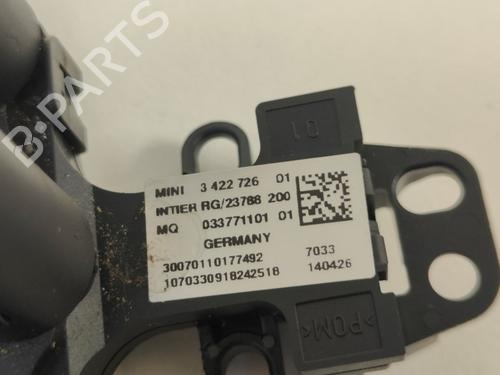 B-PARTS
01
MINI 3 422 726 01
INTIER RG/23788 200
MQ 033771101 01
GERMANY
30070110177492 7033
1070330918242518 140426
>POM<